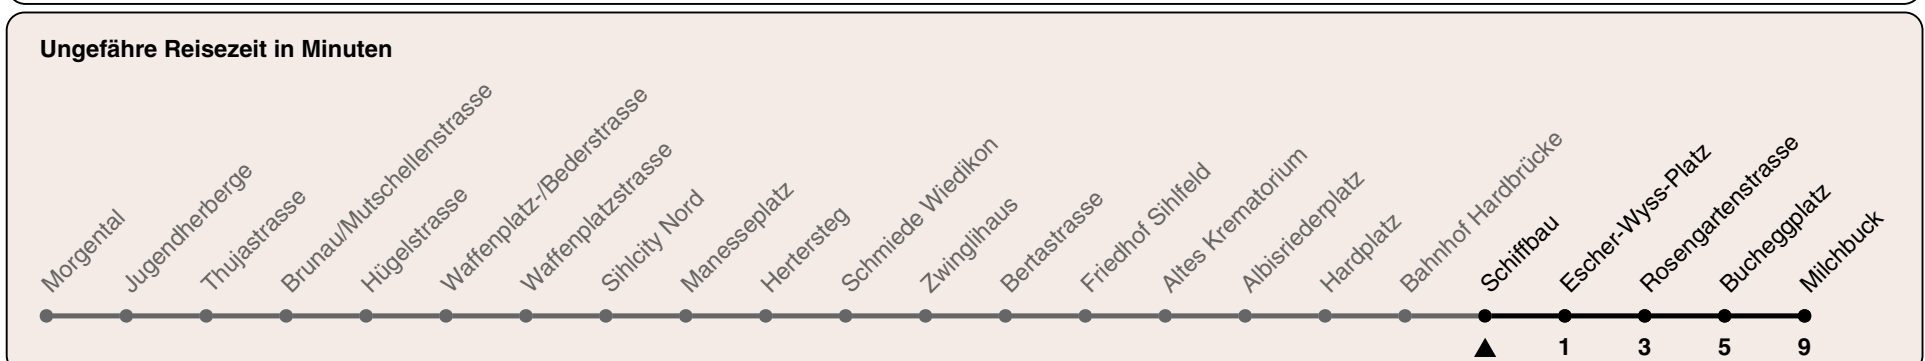 Ungefähre Reisezeit in Minuten
Morgental
Jugendherberge
Thujastrasse
Brunau/Mutschellenstrasse
Hügelstrasse
Waffenplatz-/Bederstrasse
Waffenplatzstrasse
Sihlcity Nord
Manesseplatz
Hertersteg
Schmiede Wiedikon
Zwinglihaus
Bertastrasse
Friedhof Sihlfeld
Altes Krematorium
Albisriederplatz
Hardplatz
Bahnhof Hardbrücke
Schiffbau
Escher-Wyss-Platz
Rosengartenstrasse
Bucheggplatz
Milchbuck
1 3 5 9